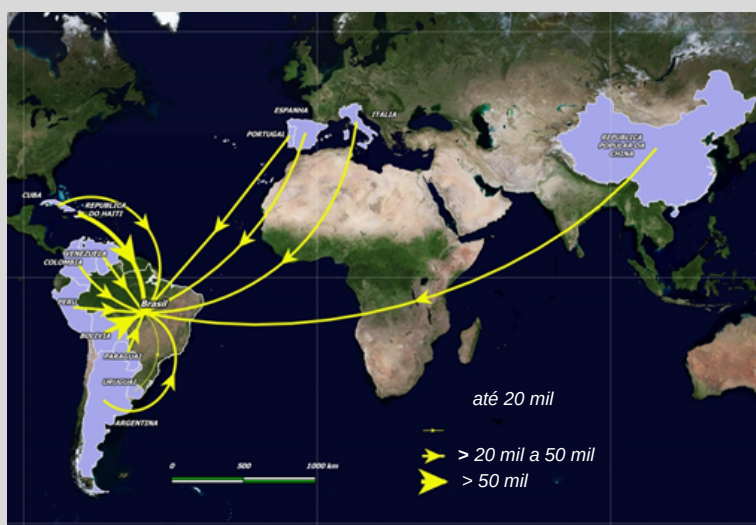 ESPANHA
ITALIA
PORTUGAL
REPUBLICA
POPULAR DA
CHINA
CUBA
REPUBLICA
DO HAITI
VENEZUELA
COLOMBIA
PERU
Brasil
BOLIVIA
PARAGUAI
URUGUAI
ARGENTINA
até 20 mil
> 20 mil a 50 mil
> 50 mil
0 500 1000 km